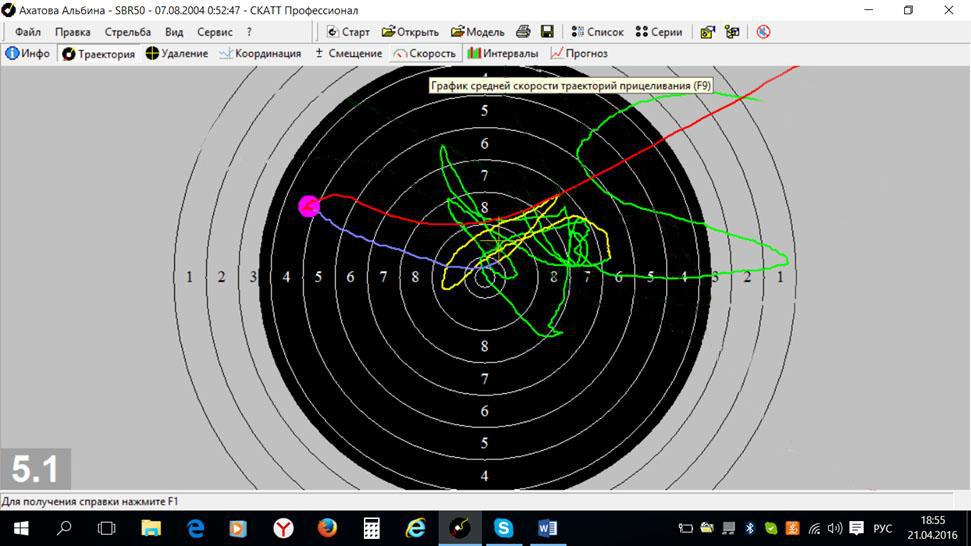 Ахатова Альбина - SBR50 - 07.08.2004 0:52:47 - СКАТТ Профессионал
Файл Правка Стрельба Вид Сервис ? Старт Открыть Модель Список Серии
Инфо Траектория Удаление Координация ± Смещение Скорость Интервалы Прогноз
График средней скорости траекторий прицеливания (F9)
4
5
6
7
8
1 2 3 4 5 6 7 8 8 7 6 5 4 3 2 1
8
7
6
5
4
5.1
Для получения справки нажмите F1
РУС
18:55
21.04.2016